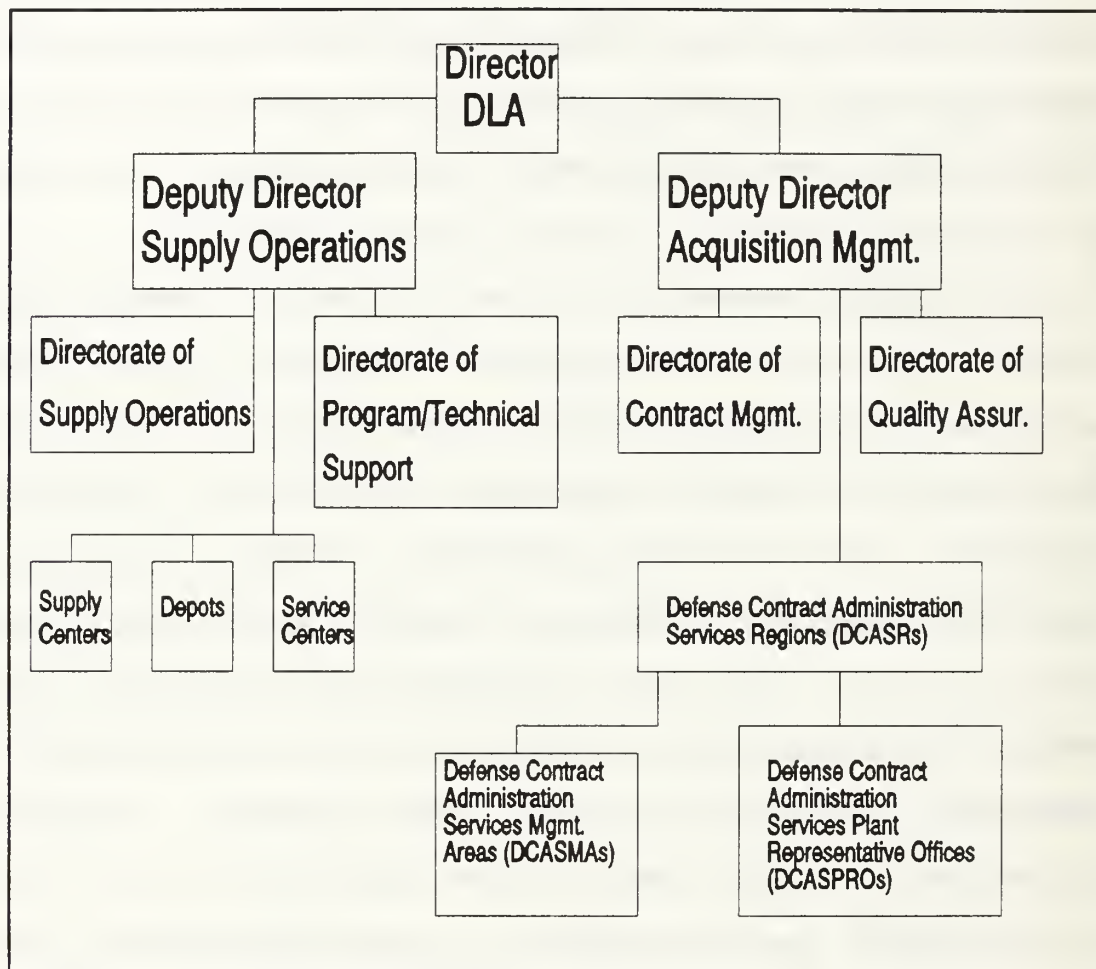 Director
DLA
Deputy Director
Supply Operations
Deputy Director
Acquisition Mgmt.
Directorate of
Supply Operations
Directorate of
Program/Technical
Support
Directorate of
Contract Mgmt.
Directorate of
Quality Assur.
Supply
Centers
Depots
Service
Centers
Defense Contract Administration
Services Regions (DCASRs)
Defense Contract
Administration
Services Mgmt.
Areas (DCASMAs)
Defense Contract
Administration
Services Plant
Representative Offices
(DCASPROs)